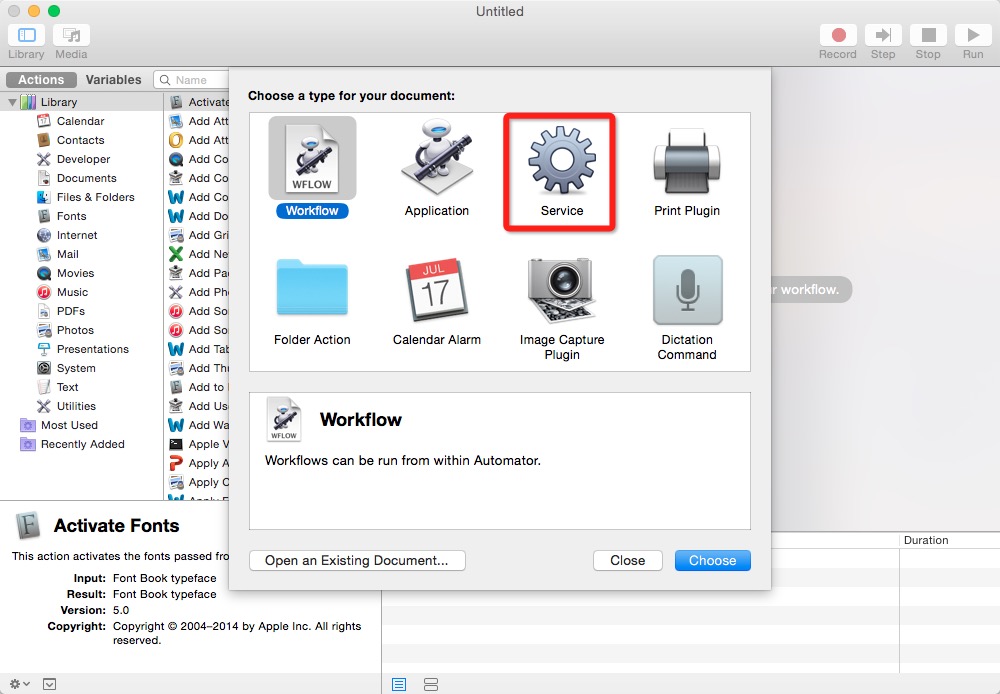 Untitled
Library
Media
Record
Step
Stop
Run
Actions
Variables
Name
Library
Calendar
Contacts
Developer
Documents
Files & Folders
Fonts
Internet
Mail
Movies
Music
PDFs
Photos
Presentations
System
Text
Utilities
Most Used
Recently Added
Activate
Add Att
Add Att
Add Co
Add Co
Add Co
Add Do
Add Gri
Add Ne
Add Pag
Add Pho
Add So
Add So
Add Tab
Add Thu
Add to
Add Use
Add Wa
Apple V
Apply A
Apply C
Choose a type for your document:
WFLOW
Workflow
Application
Service
Print Plugin
Folder Action
JUL
17
Calendar Alarm
Image Capture
Plugin
Dictation
Command
r workflow.
WFLOW
Workflow
Workflows can be run from within Automator.
Open an Existing Document...
Close
Choose
Activate Fonts
This action activates the fonts passed fro
Input: Font Book typeface
Result: Font Book typeface
Version: 5.0
Copyright: Copyright © 2004–2014 by Apple Inc. All rights
reserved.
Duration